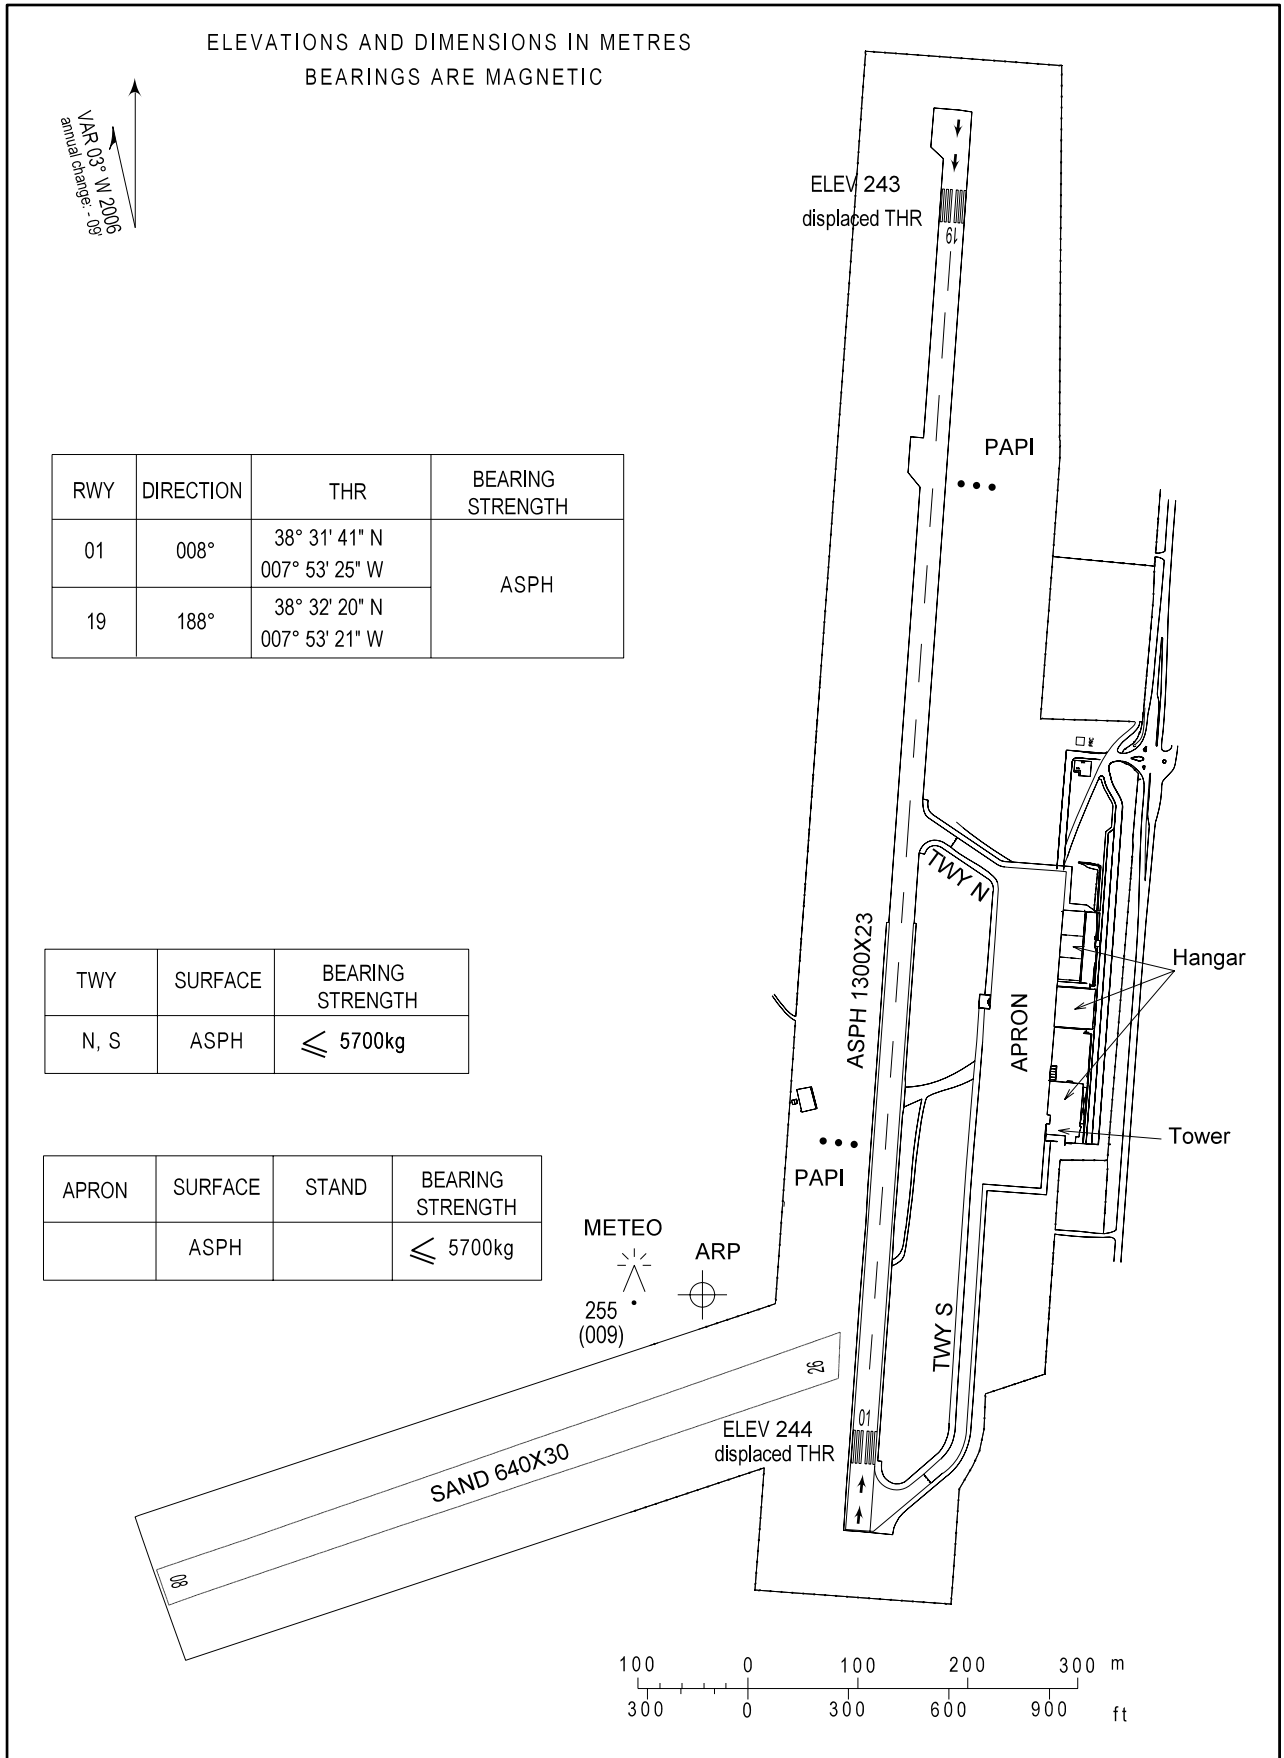 ELEVATIONS AND DIMENSIONS IN METRES
BEARINGS ARE MAGNETIC
VAR 03° W 2006
annual change: - 09'
ELEV 243
displaced THR
19
PAPI
RWY DIRECTION THR BEARING STRENGTH
01 008° 38° 31' 41" N
007° 53' 25" W
ASPH
19 188° 38° 32' 20" N
007° 53' 21" W
TWY N
ASPH 1300X23
APRON
Hangar
Tower
TWY SURFACE BEARING STRENGTH
N, S ASPH ⩽ 5700kg
PAPI
APRON SURFACE STAND BEARING STRENGTH
ASPH ⩽ 5700kg
METEO
ARP
255
(009)
TWY S
26
01
ELEV 244
displaced THR
SAND 640X30
08
100 0 100 200 300 m
300 0 300 600 900 ft